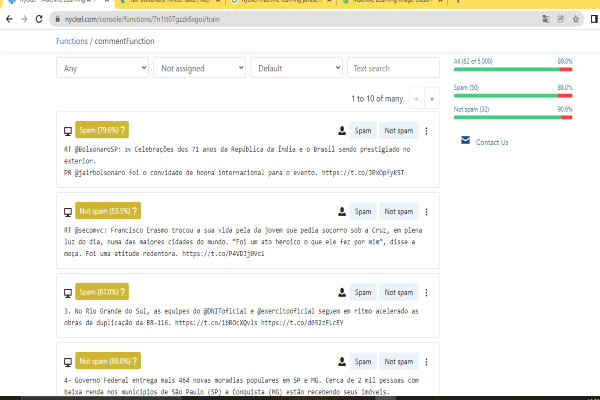 nyckel.com/console/functions/7n1tt07gzzk6xgoi/train
Functions / commentFunction
Any
Not assigned
Default
Text search
All (82 of 5,000) 89.0%
Spam (50) 88.0%
Not spam (32) 90.6%
Contact Us
1 to 10 of many
Spam (79.6%) ?
Spam
Not spam
RT @BolsonaroSP: 🇮🇳 Celebrações dos 71 anos da República da Índia e o Brasil sendo prestigiado no
exterior.
PR @jairbolsonaro foi o convidado de honra internacional para o evento. https://t.co/JPxOpfyK5T
Not spam (53.5%) ?
Spam
Not spam
RT @secomvc: Francisco Erasmo trocou a sua vida pela da jovem que pedia socorro sob a Cruz, em plena
luz do dia, numa das maiores cidades do mundo. “Foi um ato heroico o que ele fez por mim”, disse a
moça. Foi uma atitude redentora. https://t.co/P4VDTj0Vc1
Spam (87.0%) ?
Spam
Not spam
3. No Rio Grande do Sul, as equipes do @DNIToficial e @exercitooficial seguem em ritmo acelerado as
obras de duplicação da BR-116. https://t.co/1bBOcXQvls https://t.co/d652zFLcEY
Not spam (88.0%) ?
Spam
Not spam
4- Governo Federal entrega mais 464 novas moradias populares em SP e MG. Cerca de 2 mil pessoas com
baixa renda nos municípios de São Paulo (SP) e Conquista (MG) estão recebendo seus imóveis.